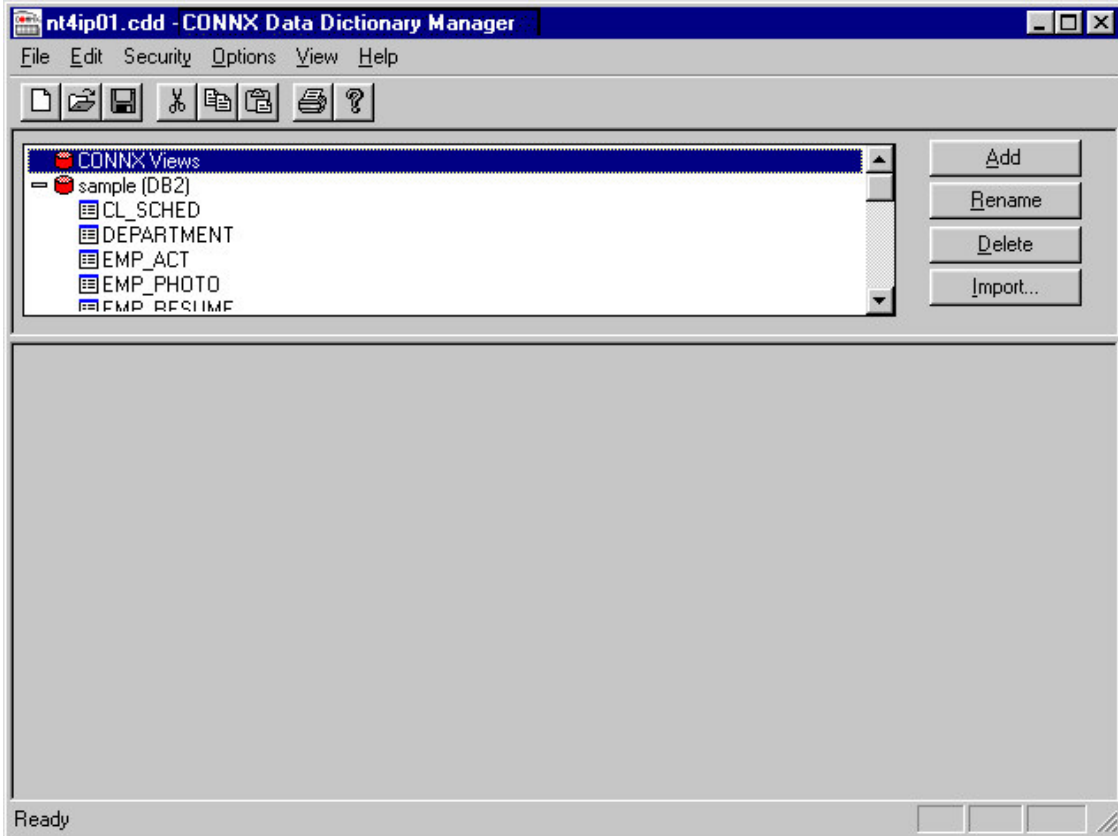 nt4ip01.cdd - CONNX Data Dictionary Manager
File Edit Security Options View Help
CONNX Views
sample (DB2)
CL_SCHED
DEPARTMENT
EMP_ACT
EMP_PHOTO
EMP_RESUME
Add
Rename
Delete
Import...
Ready